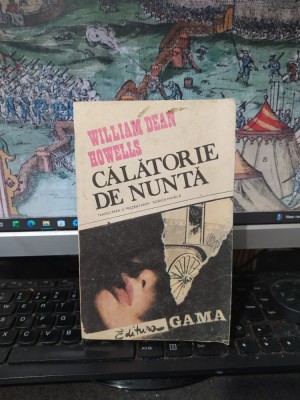 WILLIAM DEAN
HOWELLS
CĂLĂTORIE
DE NUNTĂ
Editura GAMA